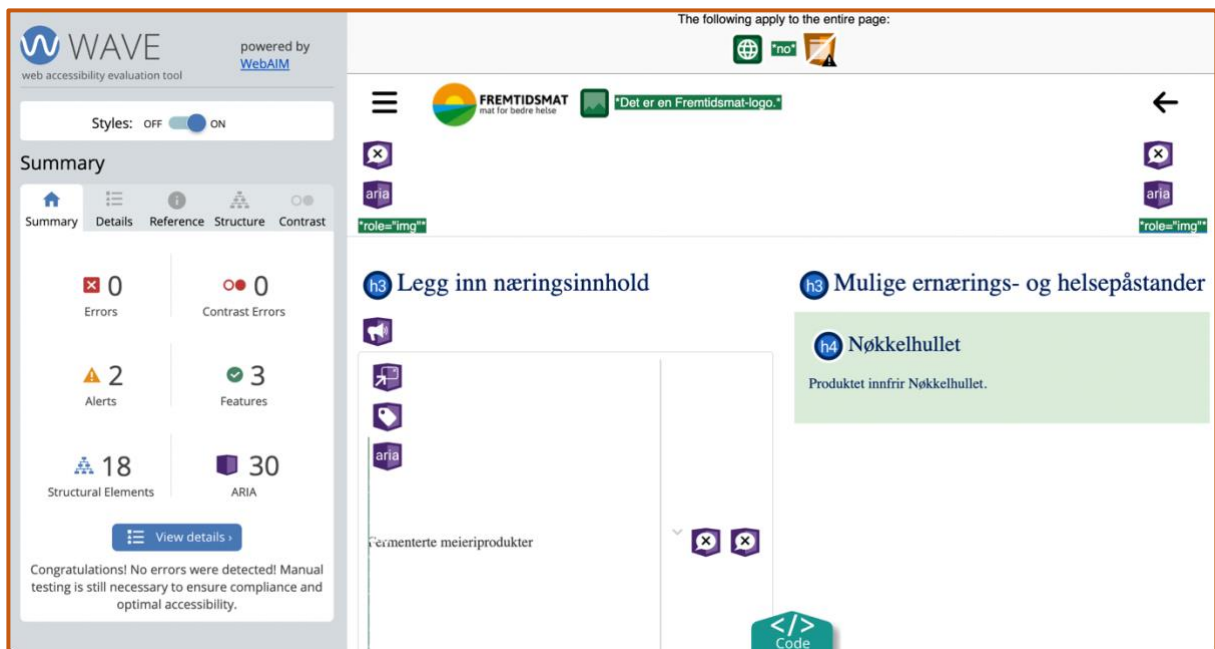 WAVE
web accessibility evaluation tool
powered by
WebAIM
Styles: OFF ON
Summary
Summary Details Reference Structure Contrast
0
Errors
0
Contrast Errors
2
Alerts
3
Features
18
Structural Elements
30
ARIA
View details ›
Congratulations! No errors were detected! Manual
testing is still necessary to ensure compliance and
optimal accessibility.
The following apply to the entire page:
*no*
FREMTIDSMAT
mat for bedre helse
*Det er en Fremtidsmat-logo.*
aria
*role="img"*
aria
*role="img"*
h3 Legg inn næringsinnhold
aria
Fermenterte meieriprodukter
h3 Mulige ernærings- og helsepåstander
h4 Nøkkelhullet
Produktet innfrir Nøkkelhullet.
</>
Code